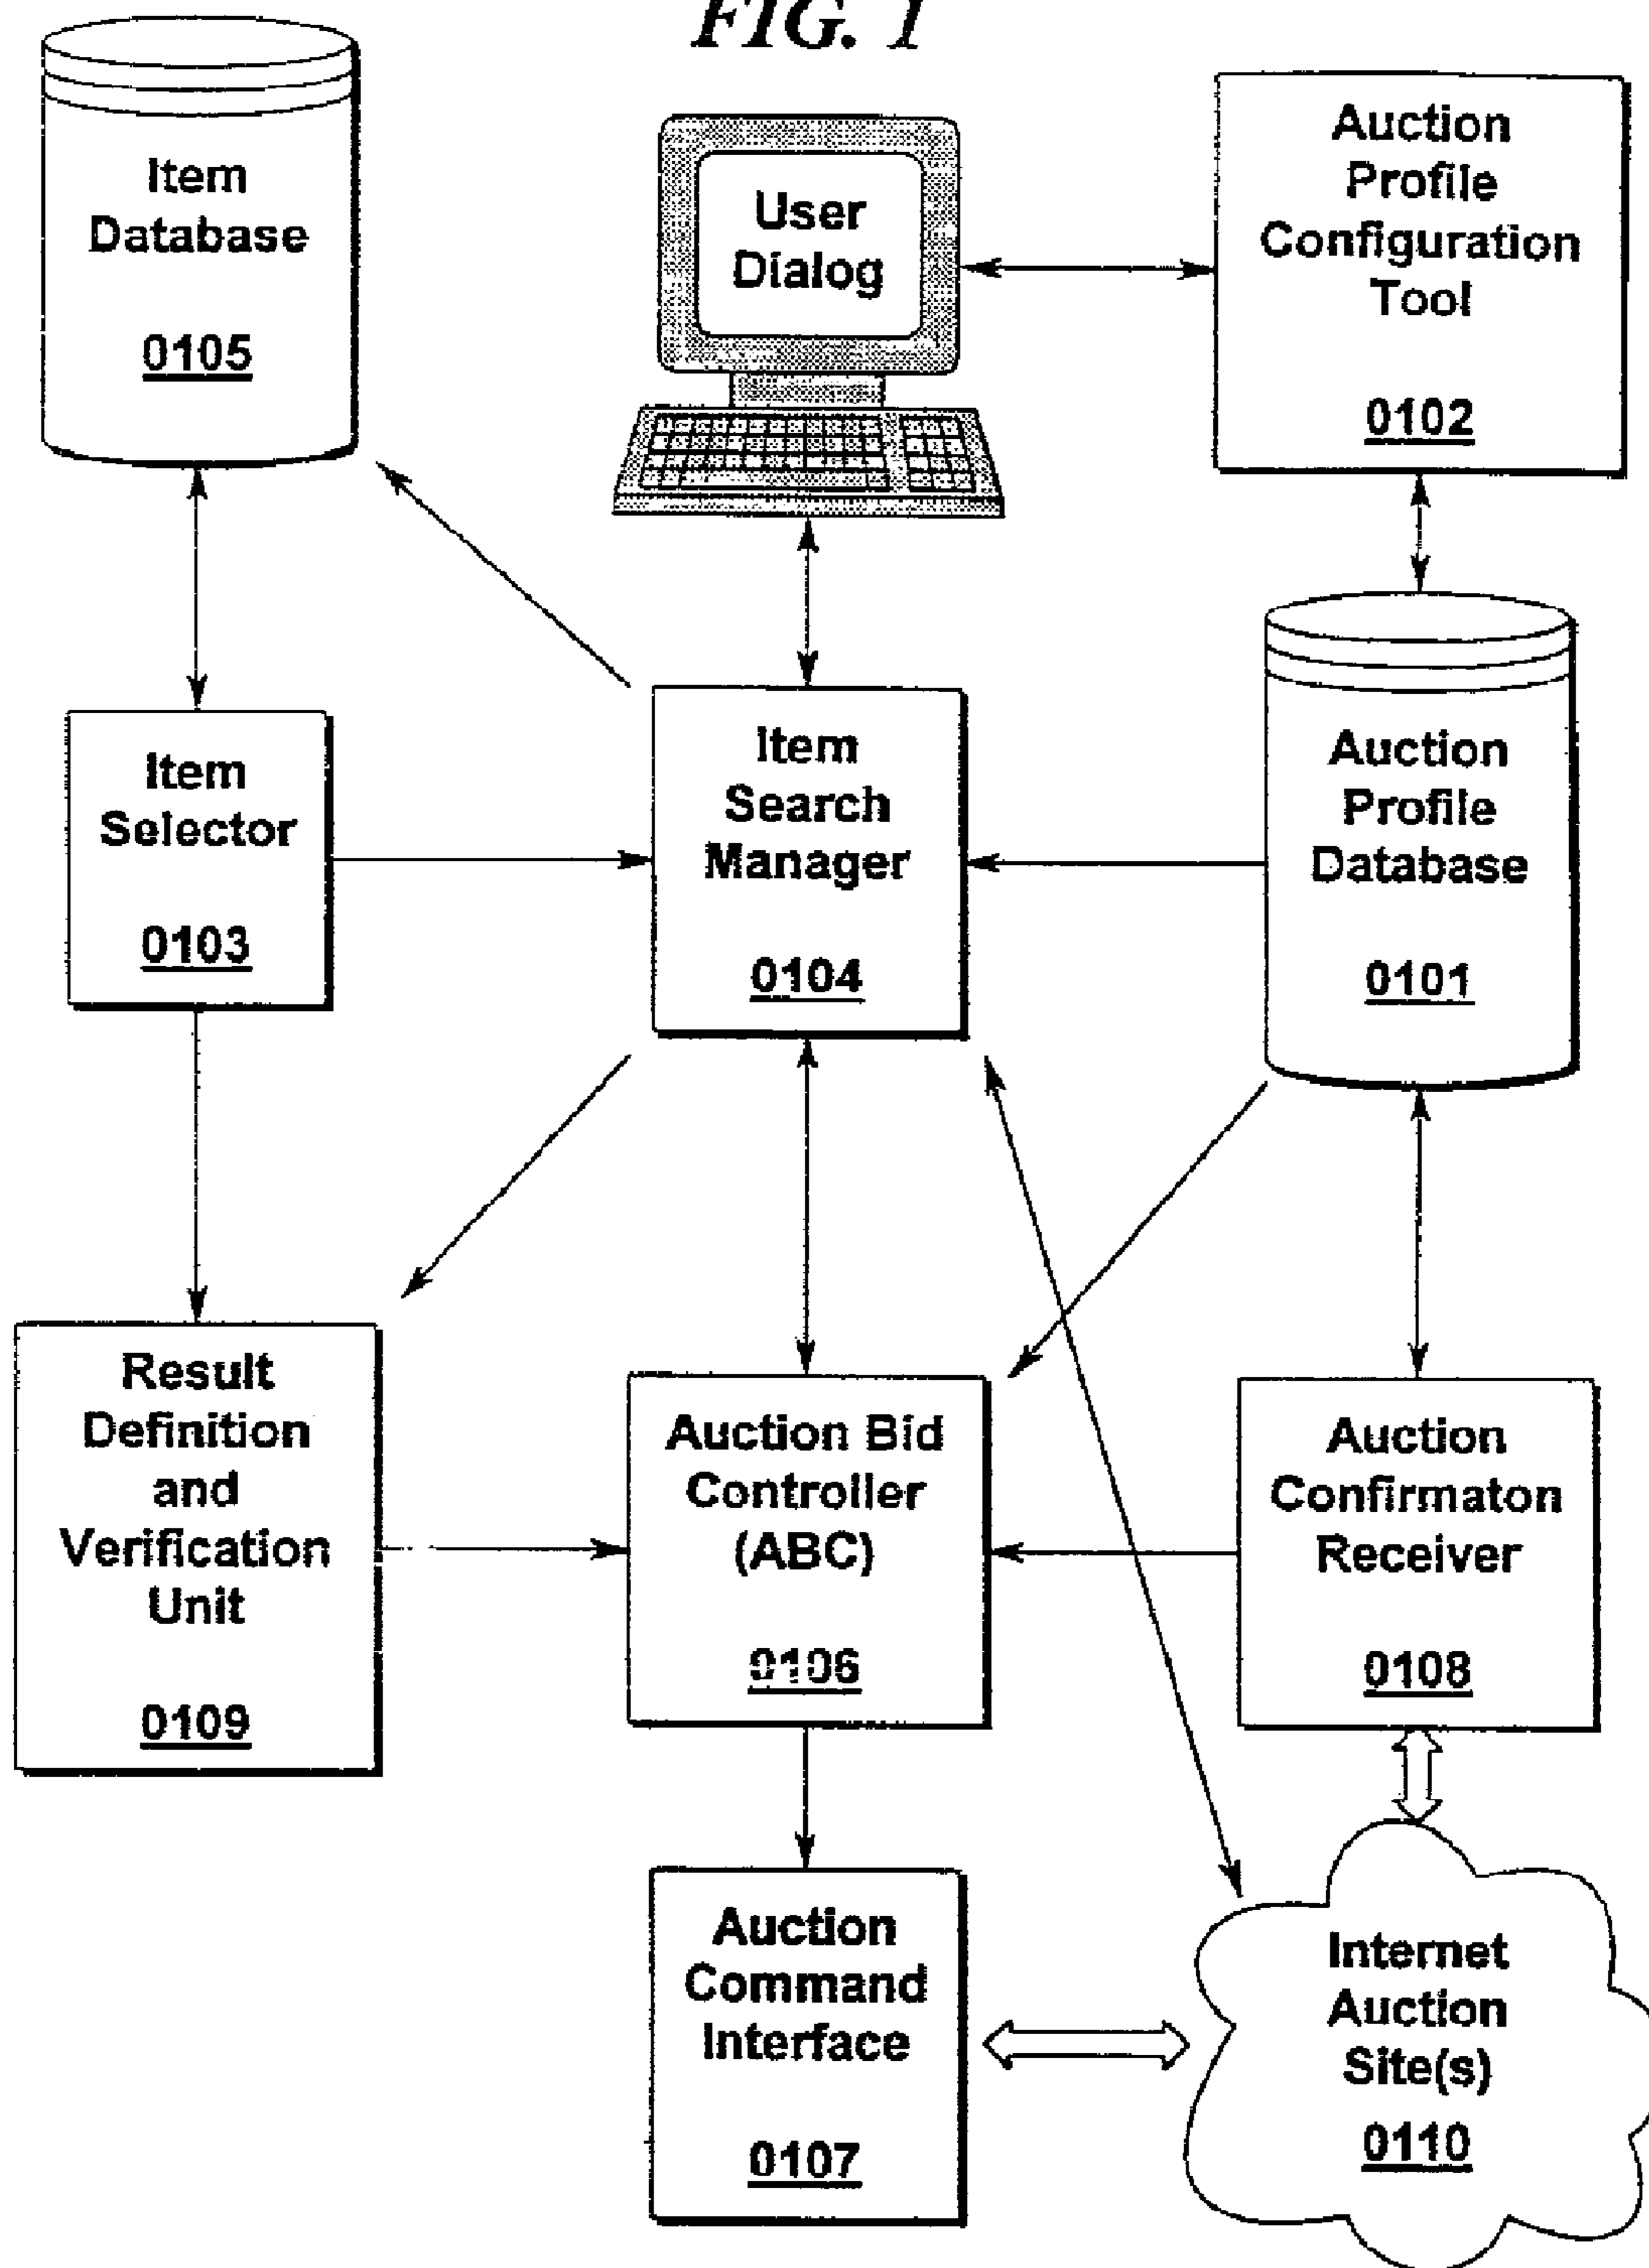 FIG. 1
Item
Database
0105
User
Dialog
Auction
Profile
Configuration
Tool
0102
Item
Selector
0103
Item
Search
Manager
0104
Auction
Profile
Database
0101
Result
Definition
and
Verification
Unit
0109
Auction Bid
Controller
(ABC)
0106
Auction
Confirmaton
Receiver
0108
Auction
Command
Interface
0107
Internet
Auction
Site(s)
0110